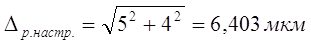 Δр.настр. = √5² + 4² = 6,403 мкм